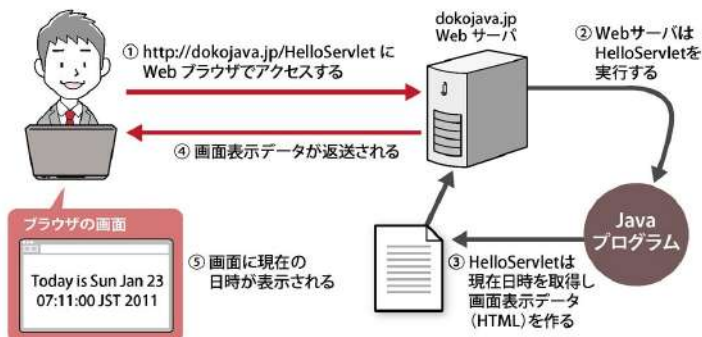 dokojava.jp
Web サーバ
① http://dokojava.jp/HelloServlet に
Web ブラウザでアクセスする
② Webサーバは
HelloServletを
実行する
④ 画面表示データが返送される
Java
プログラム
ブラウザの画面
Today is Sun Jan 23
07:11:00 JST 2011
⑤ 画面に現在の
日時が表示される
③ HelloServletは
現在日時を取得し
画面表示データ
(HTML)を作る